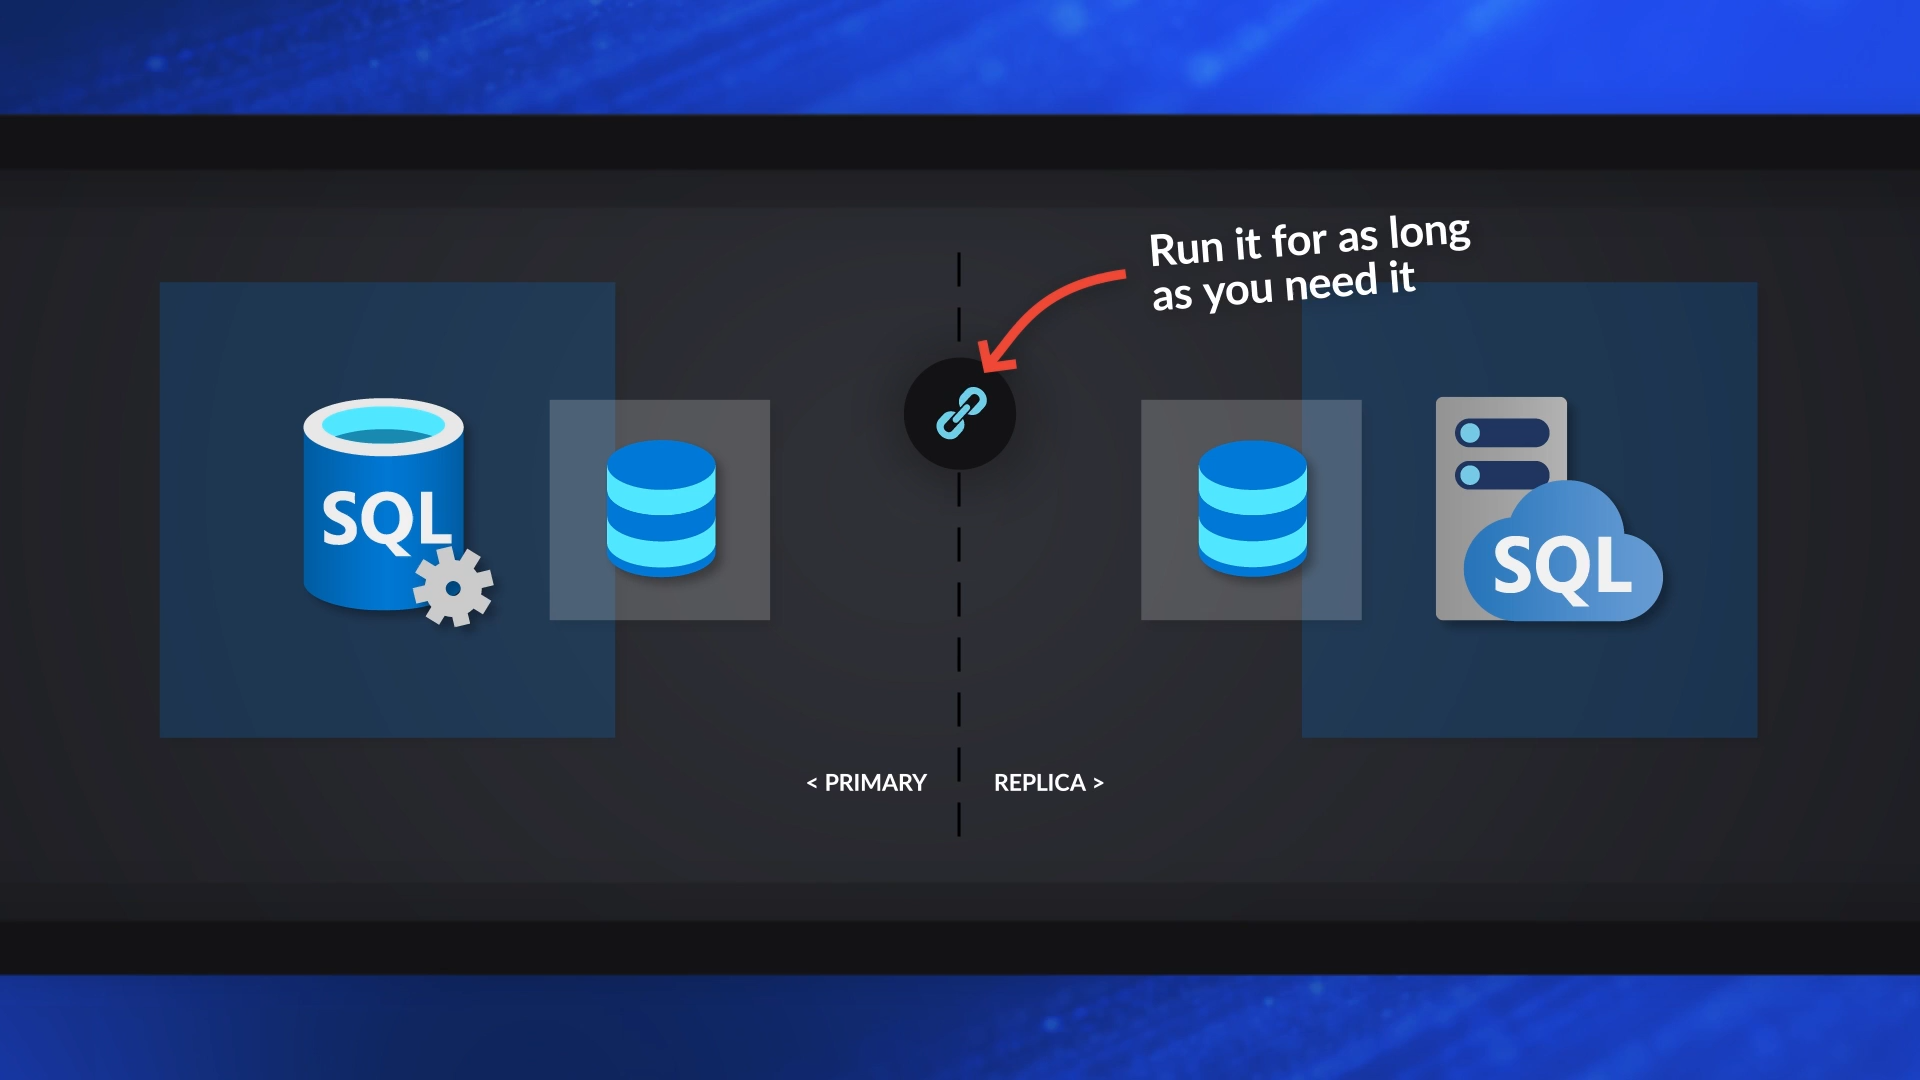 Run it for as long
as you need it
SQL
SQL
< PRIMARY
REPLICA >